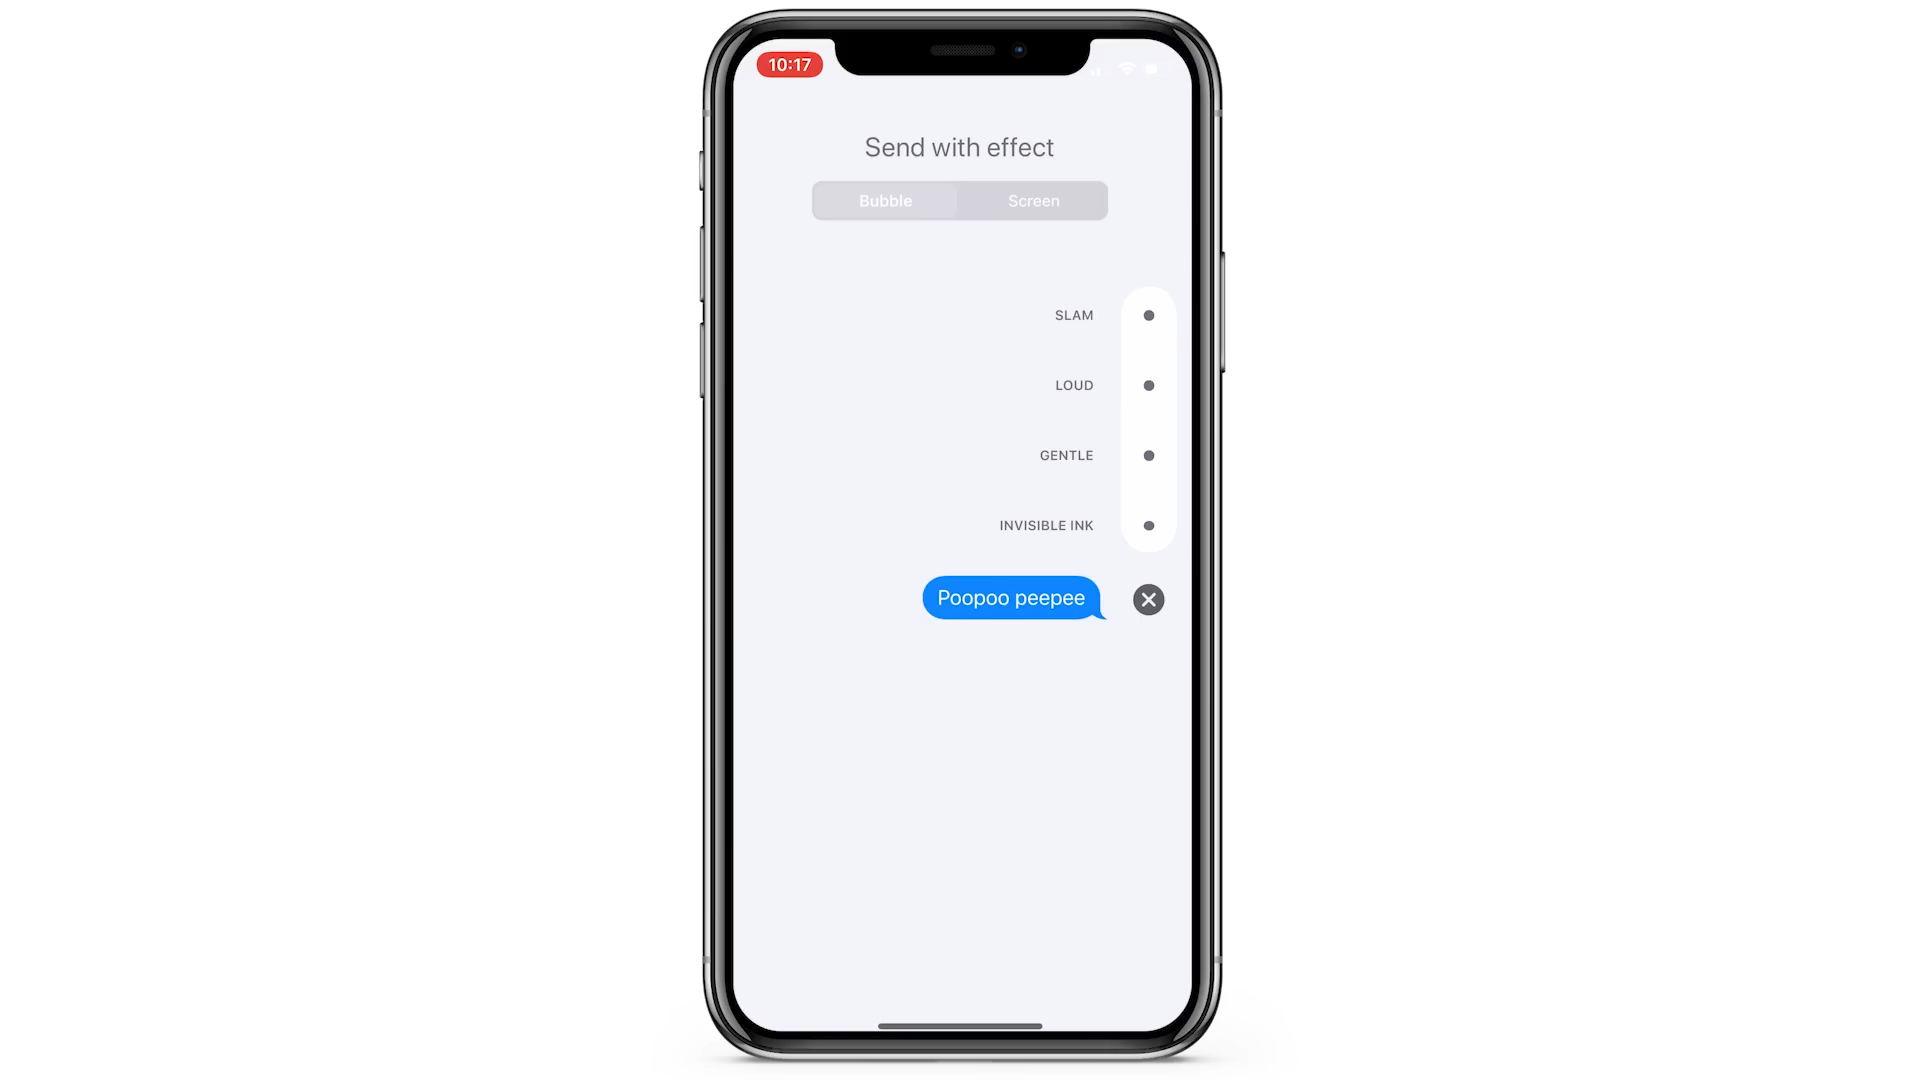 10:17
Send with effect
Bubble Screen
SLAM
LOUD
GENTLE
INVISIBLE INK
Poopoo peepee